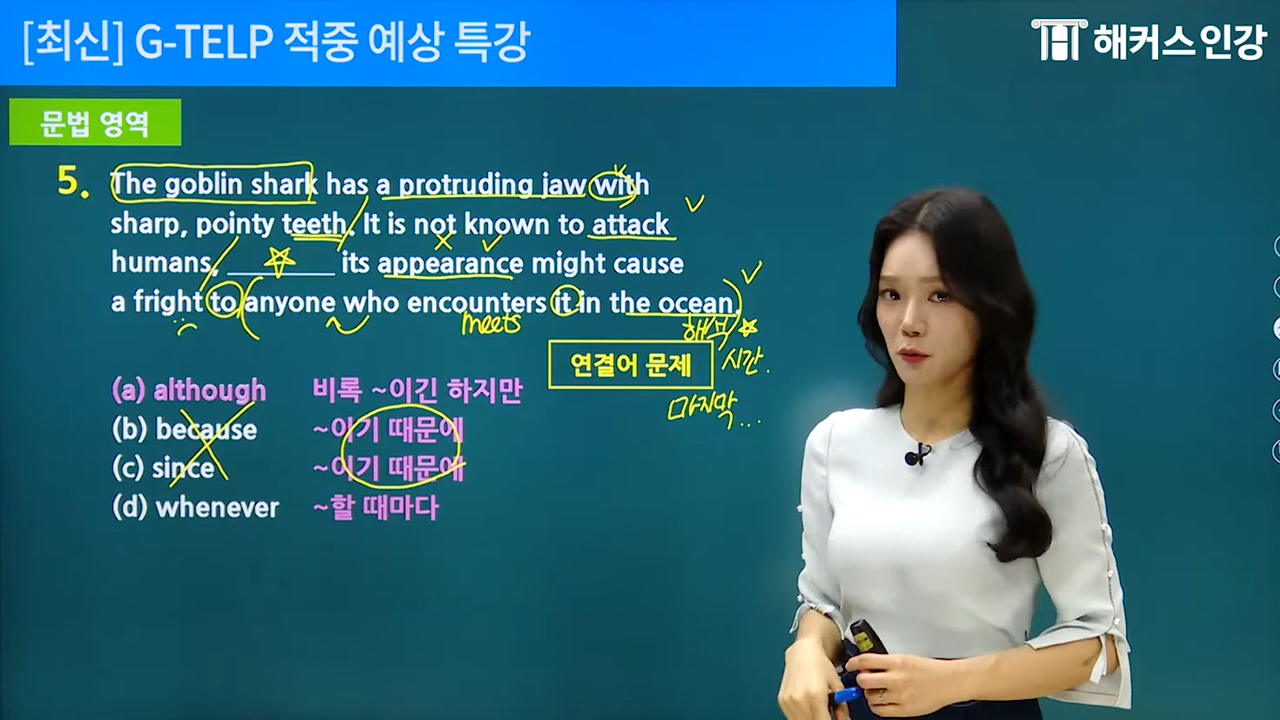 [최신] G-TELP 적중 예상 특강
해커스인강
문법 영역
5. The goblin shark has a protruding jaw with
sharp, pointy teeth. It is not known to attack
humans, ________ its appearance might cause
a fright to anyone who encounters it in the ocean.
meets
해석
연결어 문제
시간.
마지막...
(a) although 비록 ~이긴 하지만
(b) because ~이기 때문에
(c) since ~이기 때문에
(d) whenever ~할 때마다